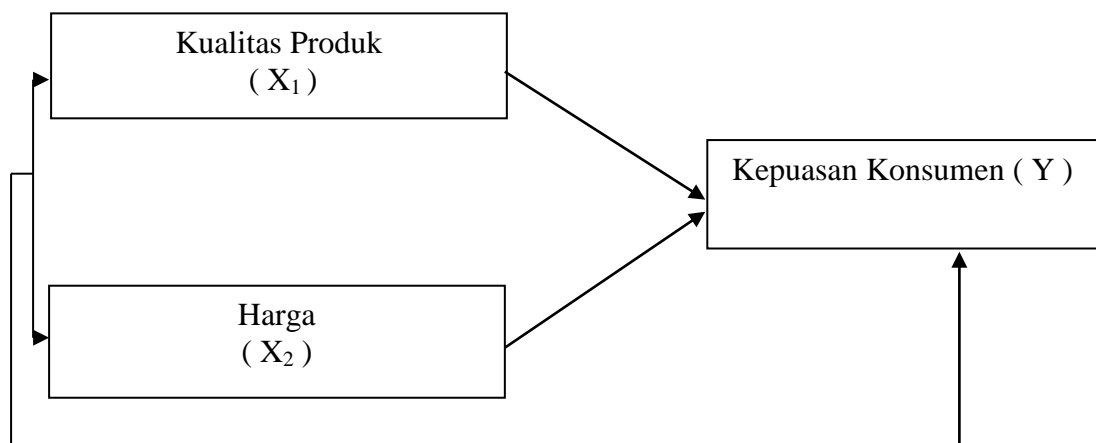 Kualitas Produk
( X₁ )
Kepuasan Konsumen ( Y )
Harga
( X₂ )